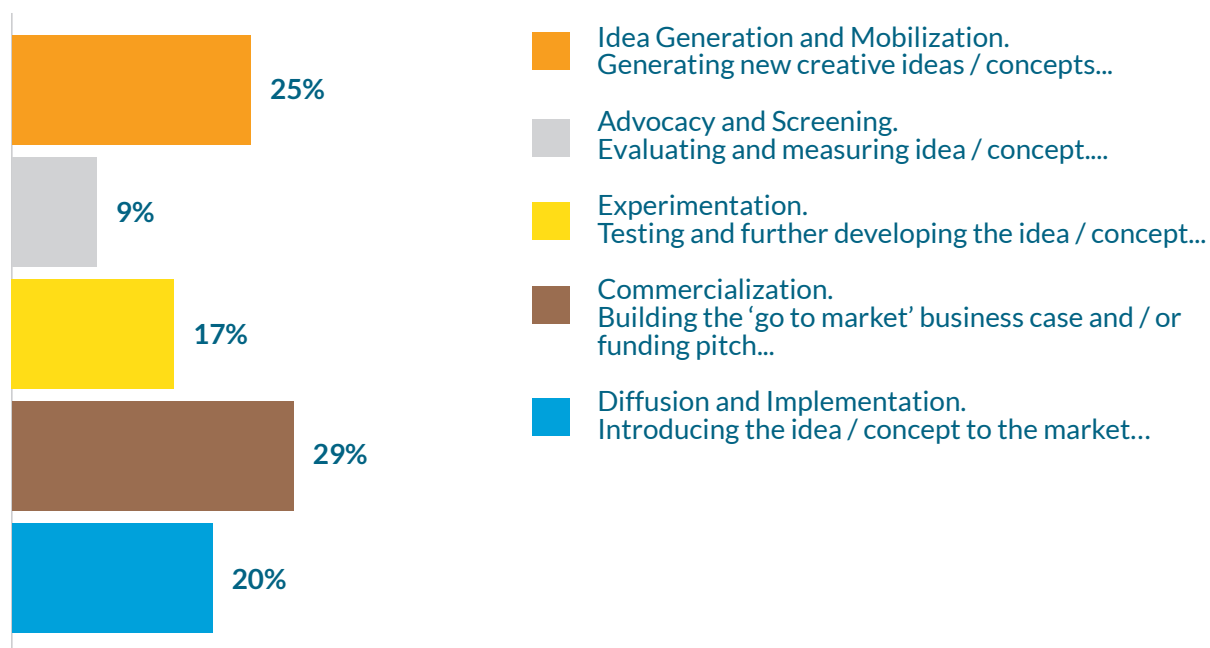 25%
9%
17%
29%
20%
Idea Generation and Mobilization.
Generating new creative ideas / concepts...
Advocacy and Screening.
Evaluating and measuring idea / concept....
Experimentation.
Testing and further developing the idea / concept...
Commercialization.
Building the ‘go to market’ business case and / or
funding pitch...
Diffusion and Implementation.
Introducing the idea / concept to the market...